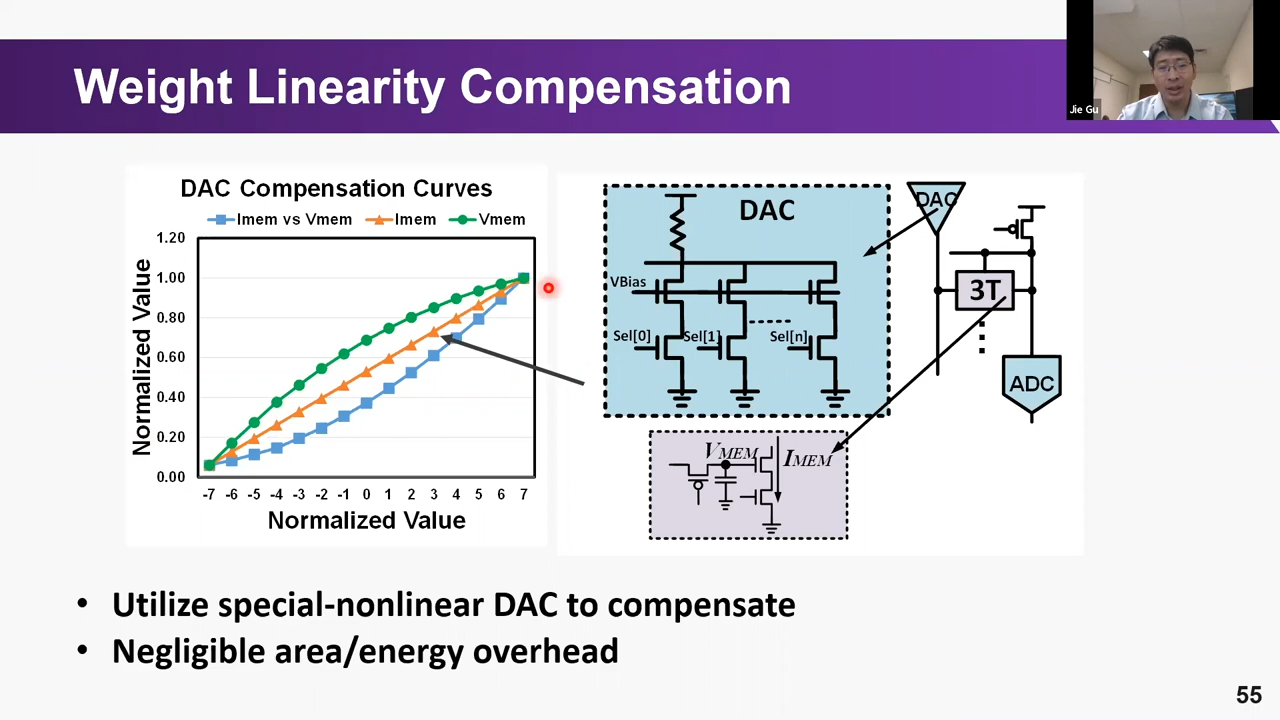 Weight Linearity Compensation
Jie Gu
DAC Compensation Curves
Imem vs Vmem Imem Vmem
1.20
1.00
0.80
0.60
0.40
0.20
0.00
Normalized Value
-7 -6 -5 -4 -3 -2 -1 0 1 2 3 4 5 6 7
Normalized Value
DAC
VBias
Sel[0] Sel[1] Sel[n]
DAC
3T
ADC
VMEM IMEM
• Utilize special-nonlinear DAC to compensate
• Negligible area/energy overhead
55